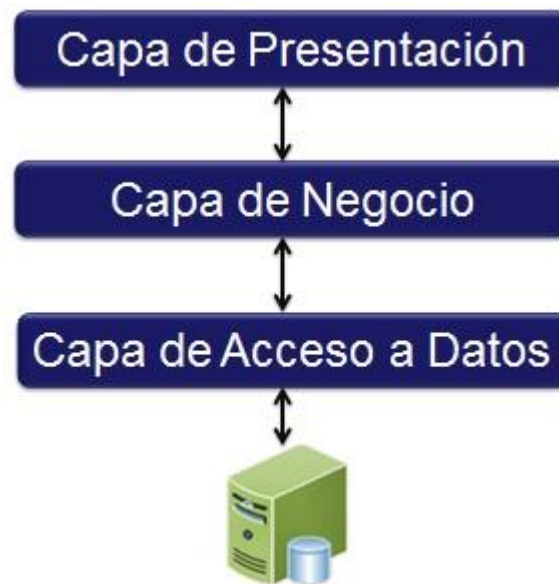 Capa de Presentación
Capa de Negocio
Capa de Acceso a Datos